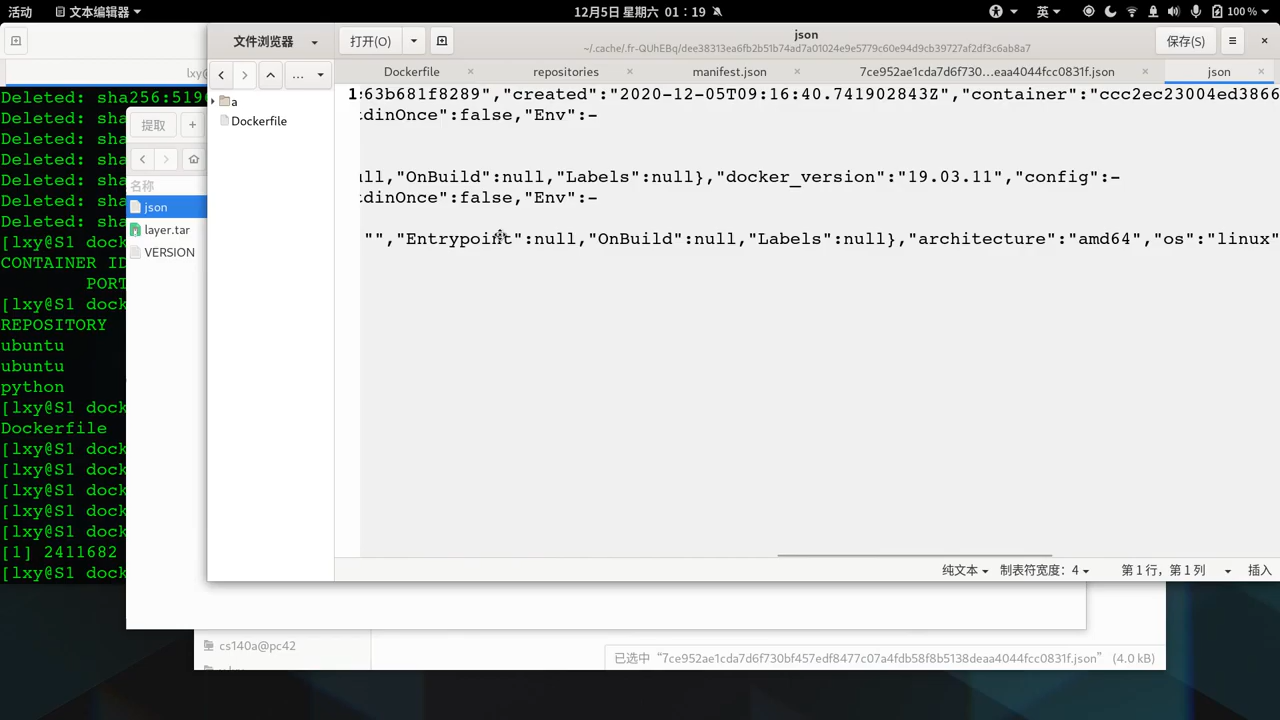 活动
文本编辑器
12月5日 星期六 01：19
英
100 %
文件浏览器
打开(O)
json
~/.cache/.fr-QUhEBq/dee38313ea6fb2b51b74ad7a01024e9e5779c60e94d9cb39727af2df3c6ab8a7
保存(S)
...
Dockerfile
repositories
manifest.json
7ce952ae1cda7d6f730...eaa4044fcc0831f.json
json
lxy@
a
Dockerfile
1:63b681f8289","created":"2020-12-05T09:16:40.741902843Z","container":"ccc2ec23004ed3866
tdinOnce":false,"Env":-
ull,"OnBuild":null,"Labels":null},"docker_version":"19.03.11","config":-
tdinOnce":false,"Env":-
"","Entrypoint":null,"OnBuild":null,"Labels":null},"architecture":"amd64","os":"linux"
提取
名称
json
layer.tar
VERSION
Deleted: sha256:5196
Deleted: sha
Deleted: sha
Deleted: sha
Deleted: sha
Deleted: sha
Deleted: sha
[lxy@S1 dock
CONTAINER ID
PORT
[lxy@S1 dock
REPOSITORY
ubuntu
ubuntu
python
[lxy@S1 dock
Dockerfile
[lxy@S1 dock
[lxy@S1 dock
[lxy@S1 dock
[lxy@S1 dock
[lxy@S1 dock
[1] 2411682
[lxy@S1 dock
纯文本
制表符宽度：4
第 1 行，第 1 列
插入
cs140a@pc42
已选中“7ce952ae1cda7d6f730bf457edf8477c07a4fdb58f8b5138deaa4044fcc0831f.json” (4.0 kB)